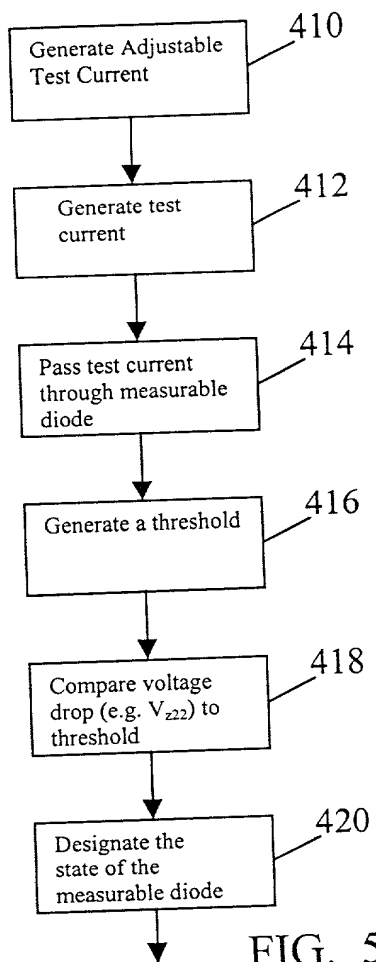 410
Generate Adjustable
Test Current
412
Generate test
current
414
Pass test current
through measurable
diode
416
Generate a threshold
418
Compare voltage
drop (e.g. Vz22) to
threshold
420
Designate the
state of the
measurable diode
FIG. 5